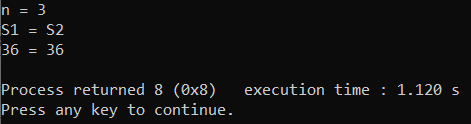 n = 3
S1 = S2
36 = 36
Process returned 8 (0x8)   execution time : 1.120 s
Press any key to continue.